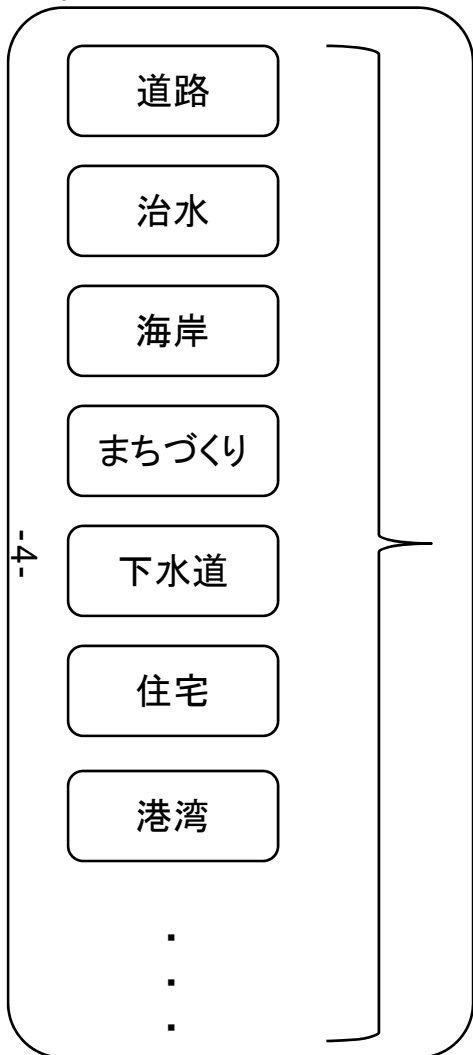 道路
治水
海岸
まちづくり
-4-
下水道
住宅
港湾
・
・
・